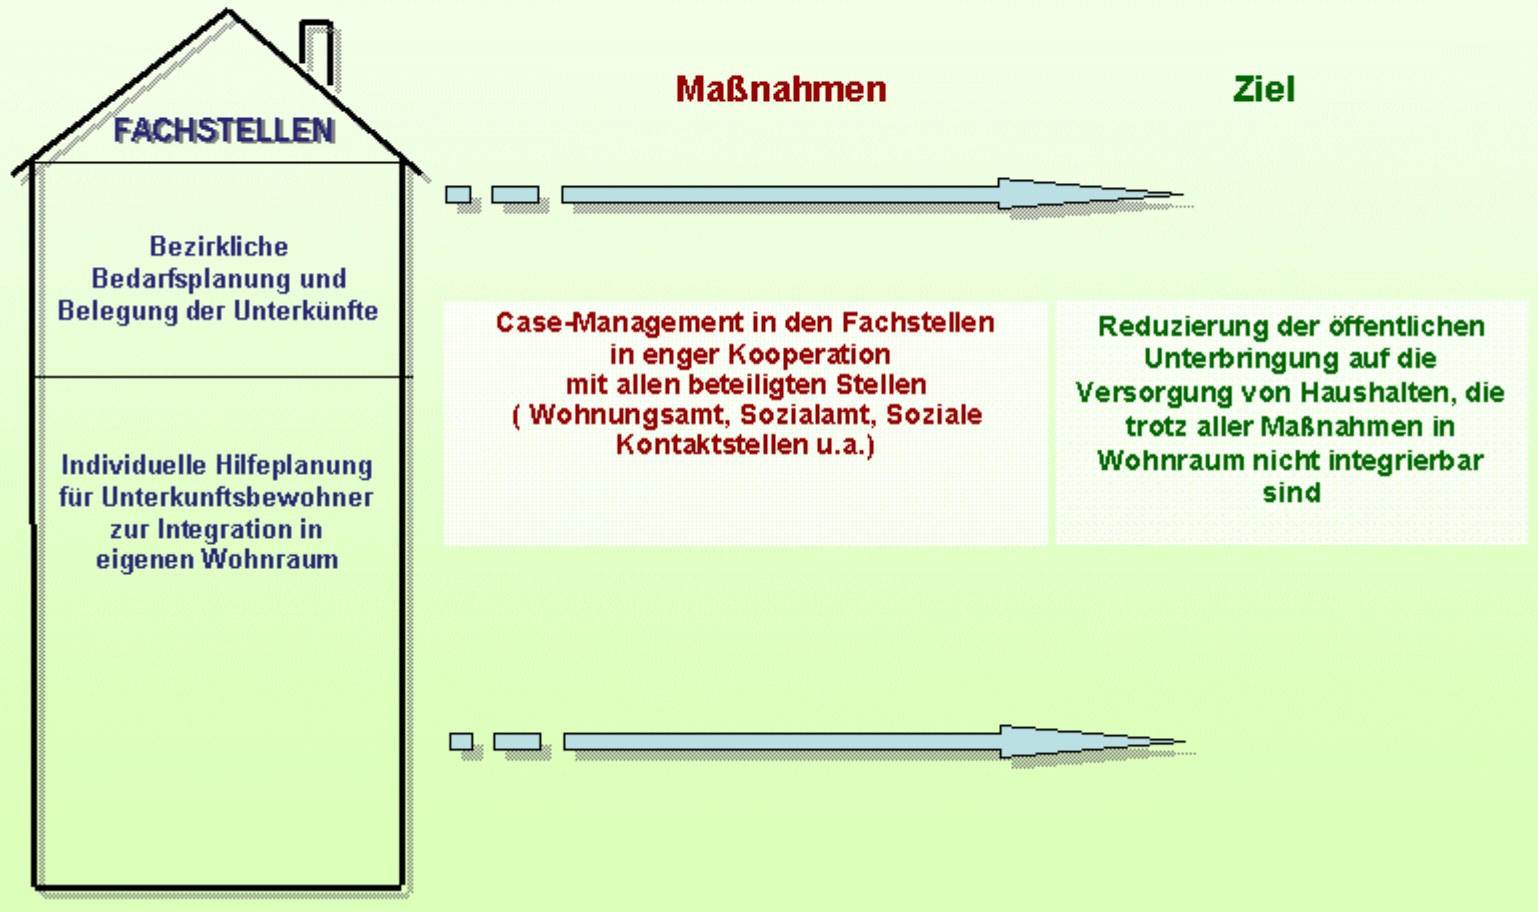 FACHSTELLEN
Bezirkliche
Bedarfsplanung und
Belegung der Unterkünfte
Individuelle Hilfeplanung
für Unterkunftsbewohner
zur Integration in
eigenen Wohnraum
Maßnahmen
Case-Management in den Fachstellen
in enger Kooperation
mit allen beteiligten Stellen
( Wohnungsamt, Sozialamt, Soziale
Kontaktstellen u.a.)
Ziel
Reduzierung der öffentlichen
Unterbringung auf die
Versorgung von Haushalten, die
trotz aller Maßnahmen in
Wohnraum nicht integrierbar
sind